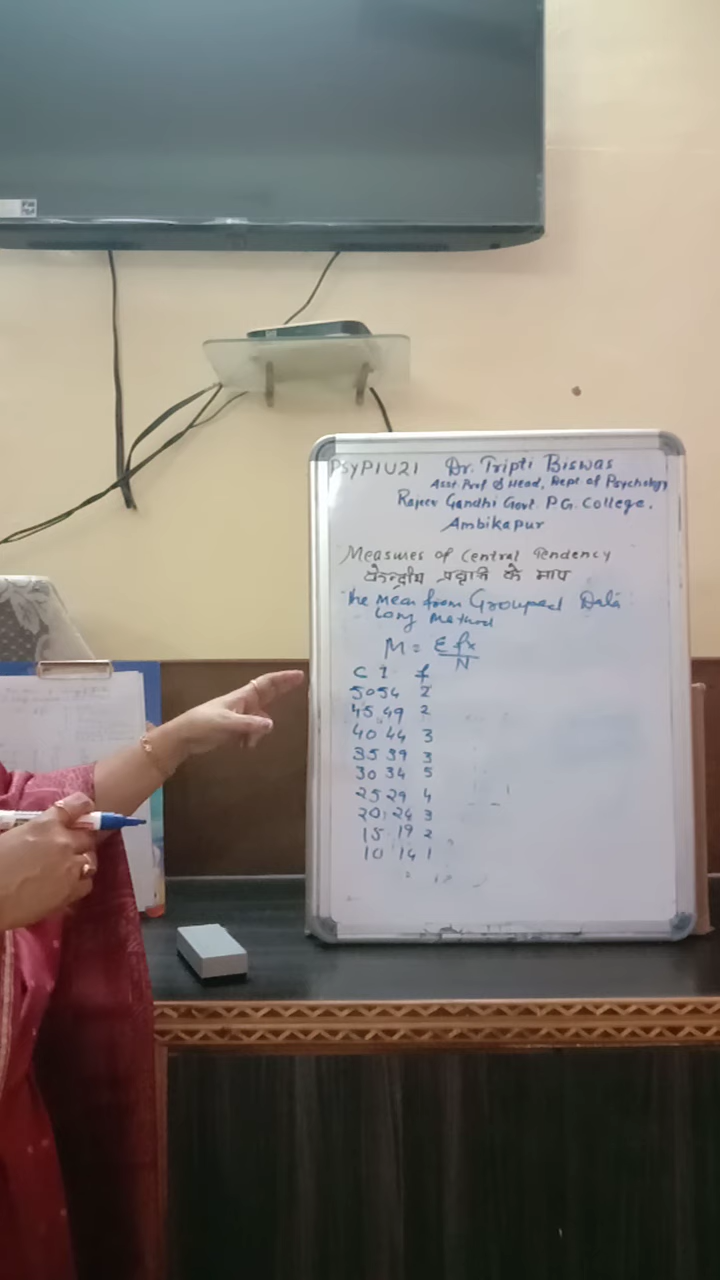 PSYPIU21 Dr. Tripti Biswas
Asst. Prof & Head, Dept of Psychology
Rajeev Gandhi Govt. P.G. College,
Ambikapur
Measures of Central Tendency
केन्द्रीय प्रवृत्ति के माप
The Mean from Grouped Data
Long Method
M = Σfx
N
C I f
50 54 2
45 49 2
40 44 3
35 39 3
30 34 5
25 29 4
20 24 3
15 19 2
10 14 1